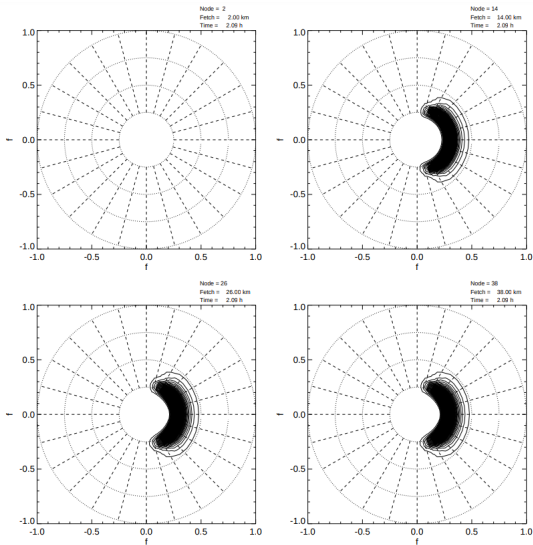 Node = 2
Fetch = 2.00 km
Time = 2.09 h
1.0
0.5
f
0.0
-0.5
-1.0
-1.0 -0.5 0.0 0.5 1.0
f
Node = 14
Fetch = 14.00 km
Time = 2.09 h
1.0
0.5
f
0.0
-0.5
-1.0
-1.0 -0.5 0.0 0.5 1.0
f
Node = 26
Fetch = 26.00 km
Time = 2.09 h
1.0
0.5
f
0.0
-0.5
-1.0
-1.0 -0.5 0.0 0.5 1.0
f
Node = 38
Fetch = 38.00 km
Time = 2.09 h
1.0
0.5
f
0.0
-0.5
-1.0
-1.0 -0.5 0.0 0.5 1.0
f